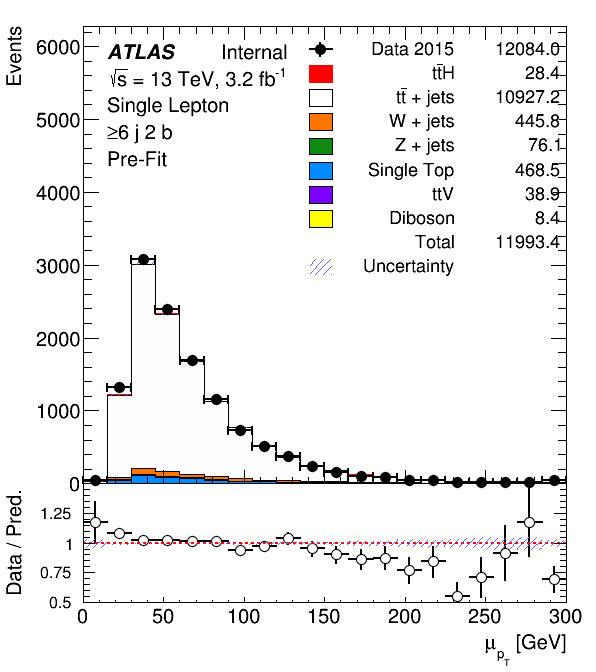 Events
6000
5000
4000
3000
2000
1000
0
ATLAS Internal
√s = 13 TeV, 3.2 fb⁻¹
Single Lepton
≥6 j 2 b
Pre-Fit
Data 2015 12084.0
tt̄H 28.4
tt̄ + jets 10927.2
W + jets 445.8
Z + jets 76.1
Single Top 468.5
ttV 38.9
Diboson 8.4
Total 11993.4
Uncertainty
Data / Pred.
1.25
1
0.75
0.5
0 50 100 150 200 250 300
μ_pT [GeV]